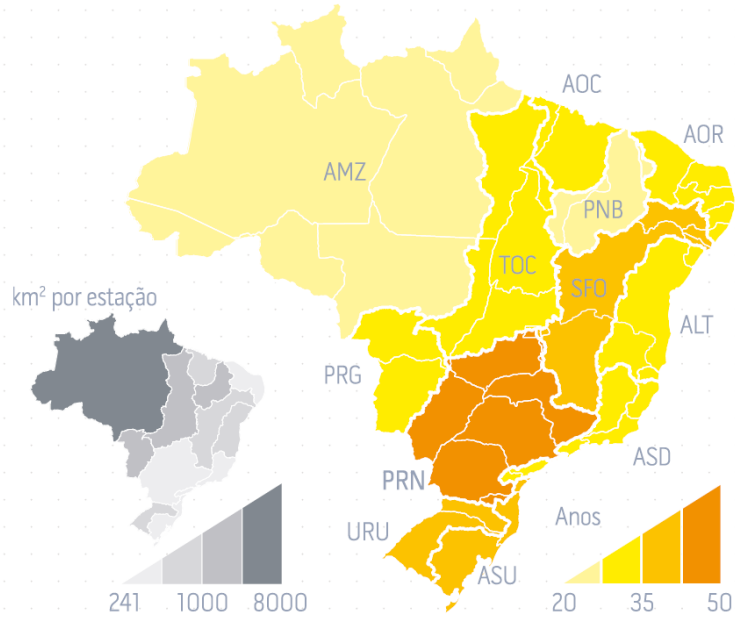 AOC
AOR
AMZ
PNB
TOC
SFO
km² por estação
ALT
PRG
ASD
PRN
Anos
URU
ASU
241 1000 8000
20 35 50